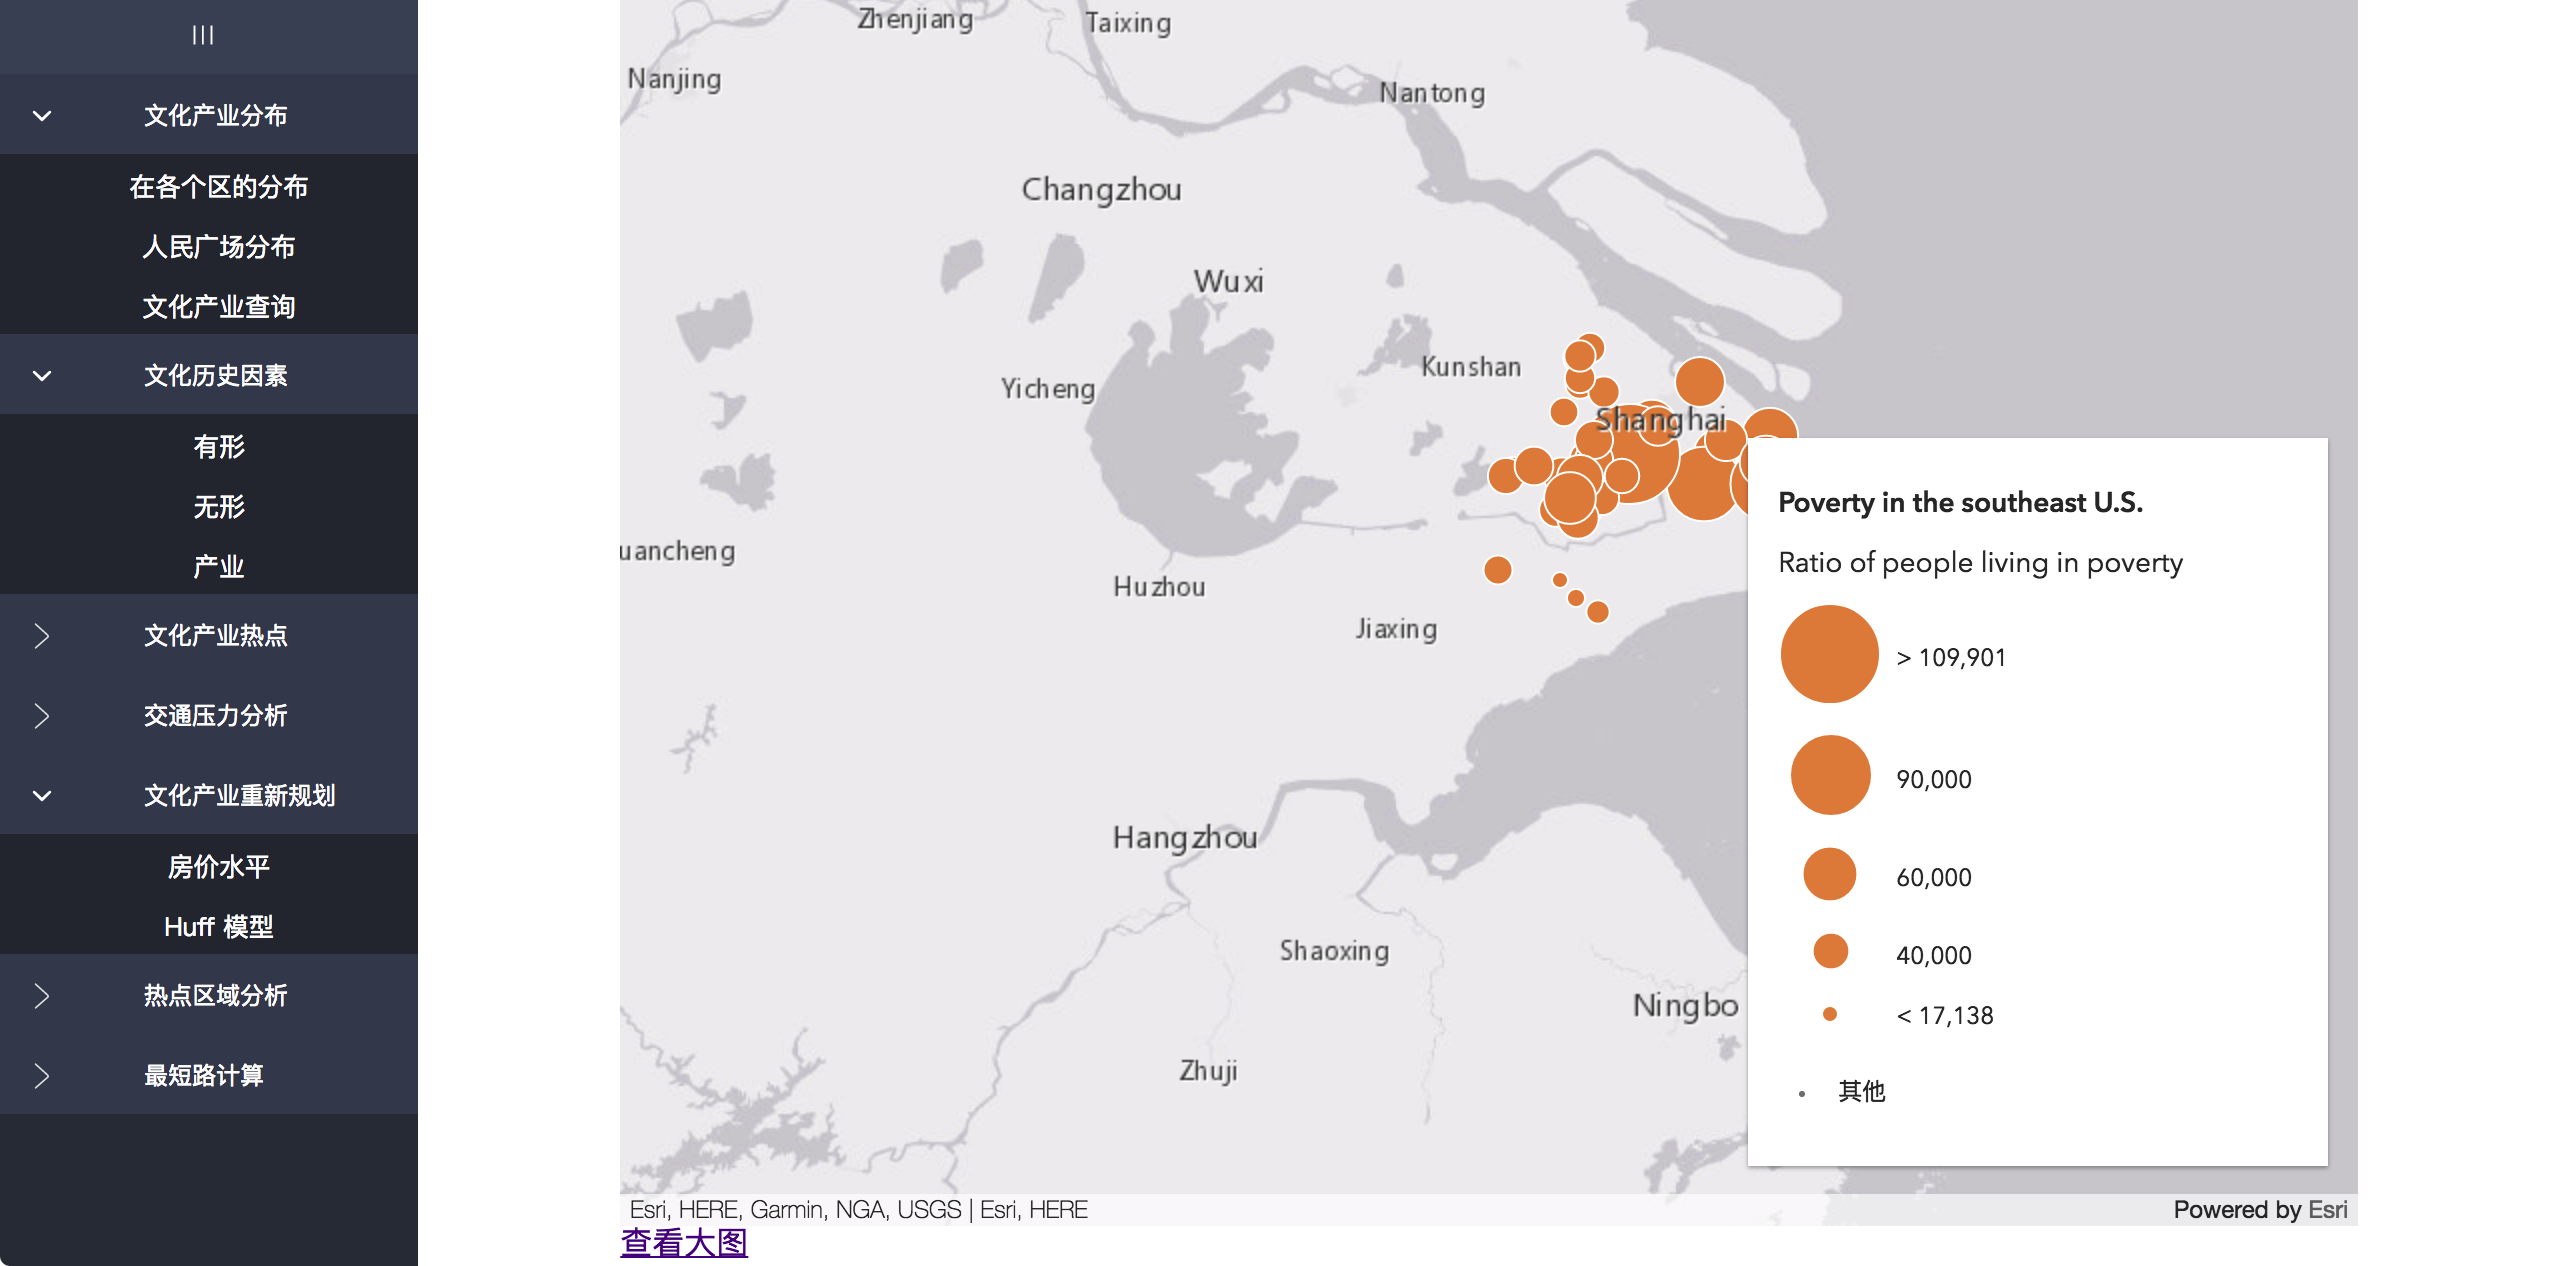 文化产业分布
在各个区的分布
人民广场分布
文化产业查询
文化历史因素
有形
无形
产业
文化产业热点
交通压力分析
文化产业重新规划
房价水平
Huff 模型
热点区域分析
最短路计算
Zhenjiang
Taixing
Nanjing
Nantong
Changzhou
Wuxi
Kunshan
Yicheng
Shanghai
uancheng
Huzhou
Jiaxing
Hangzhou
Shaoxing
Ningbo
Zhuji
Poverty in the southeast U.S.
Ratio of people living in poverty
> 109,901
90,000
60,000
40,000
< 17,138
其他
Esri, HERE, Garmin, NGA, USGS | Esri, HERE
Powered by Esri
查看大图